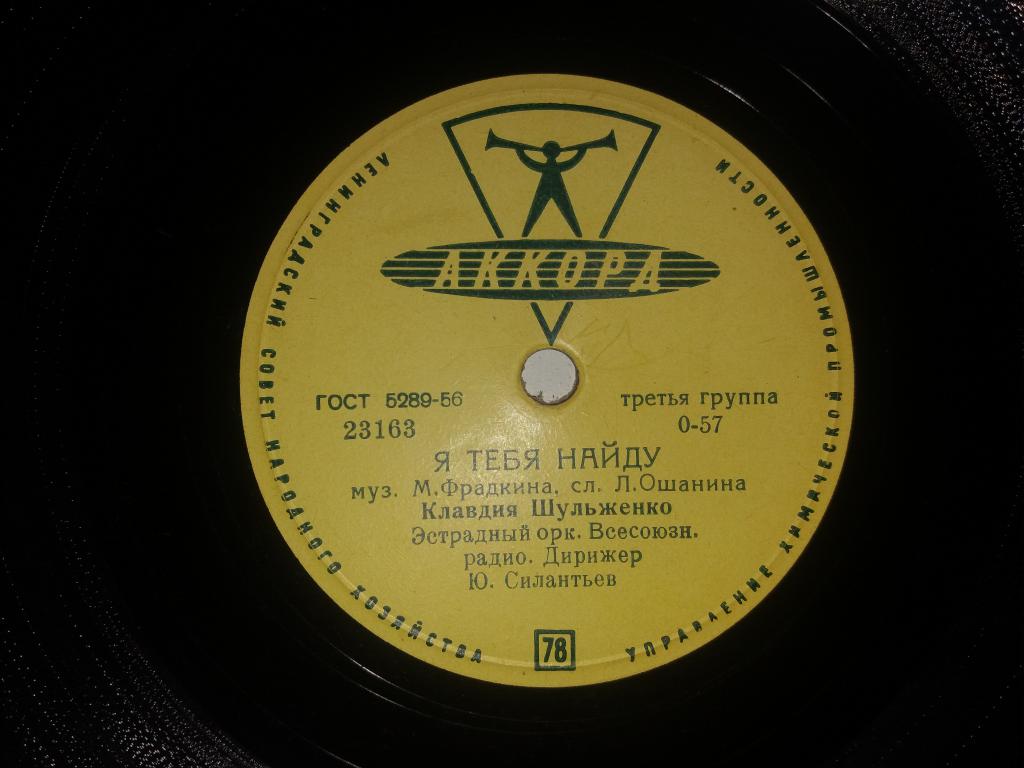 АККОРД
ЛЕНИНГРАДСКИЙ СОВЕТ НАРОДНОГО ХОЗЯЙСТВА
УПРАВЛЕНИЕ ХИМИЧЕСКОЙ ПРОМЫШЛЕННОСТИ
ГОСТ 5289-56
третья группа
23163
0-57
Я ТЕБЯ НАЙДУ
муз. М.Фрадкина, сл. Л.Ошанина
Клавдия Шульженко
Эстрадный орк. Всесоюзн.
радио. Дирижер
Ю. Силантьев
78